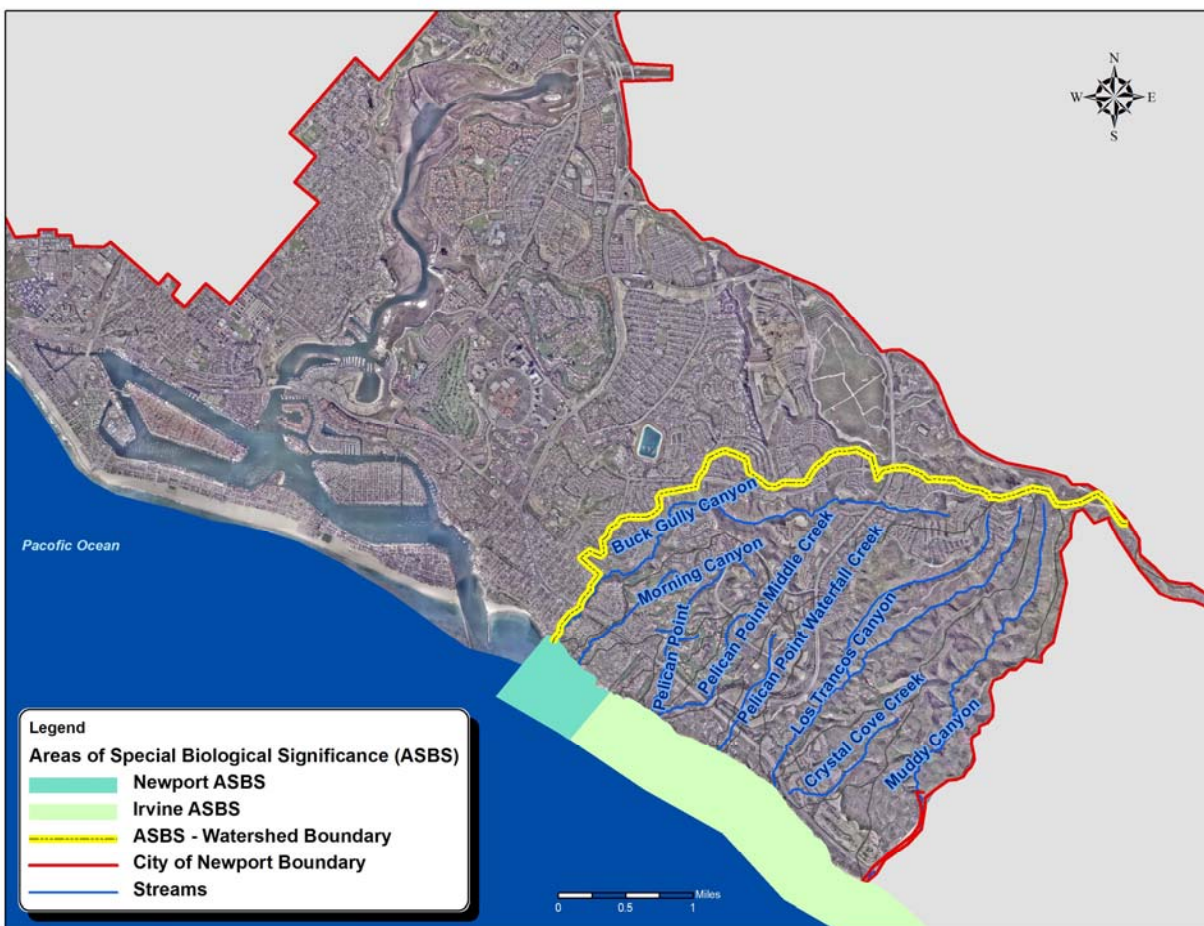 N
W E
S
Buck Gully Canyon
Morning Canyon
Pelican Point
Pelican Point Middle Creek
Pelican Point Waterfall Creek
Los Trancos Canyon
Crystal Cove Creek
Muddy Canyon
Pacofic Ocean
Legend
Areas of Special Biological Significance (ASBS)
Newport ASBS
Irvine ASBS
ASBS - Watershed Boundary
City of Newport Boundary
Streams
Miles
0 0.5 1